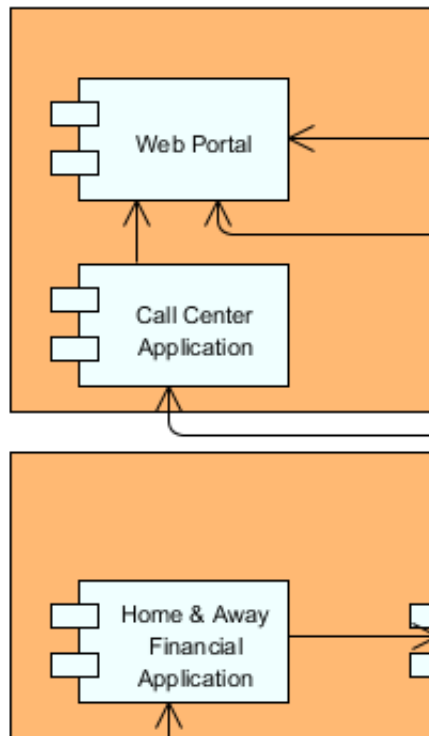 Web Portal
Call Center
Application
Home & Away
Financial
Application